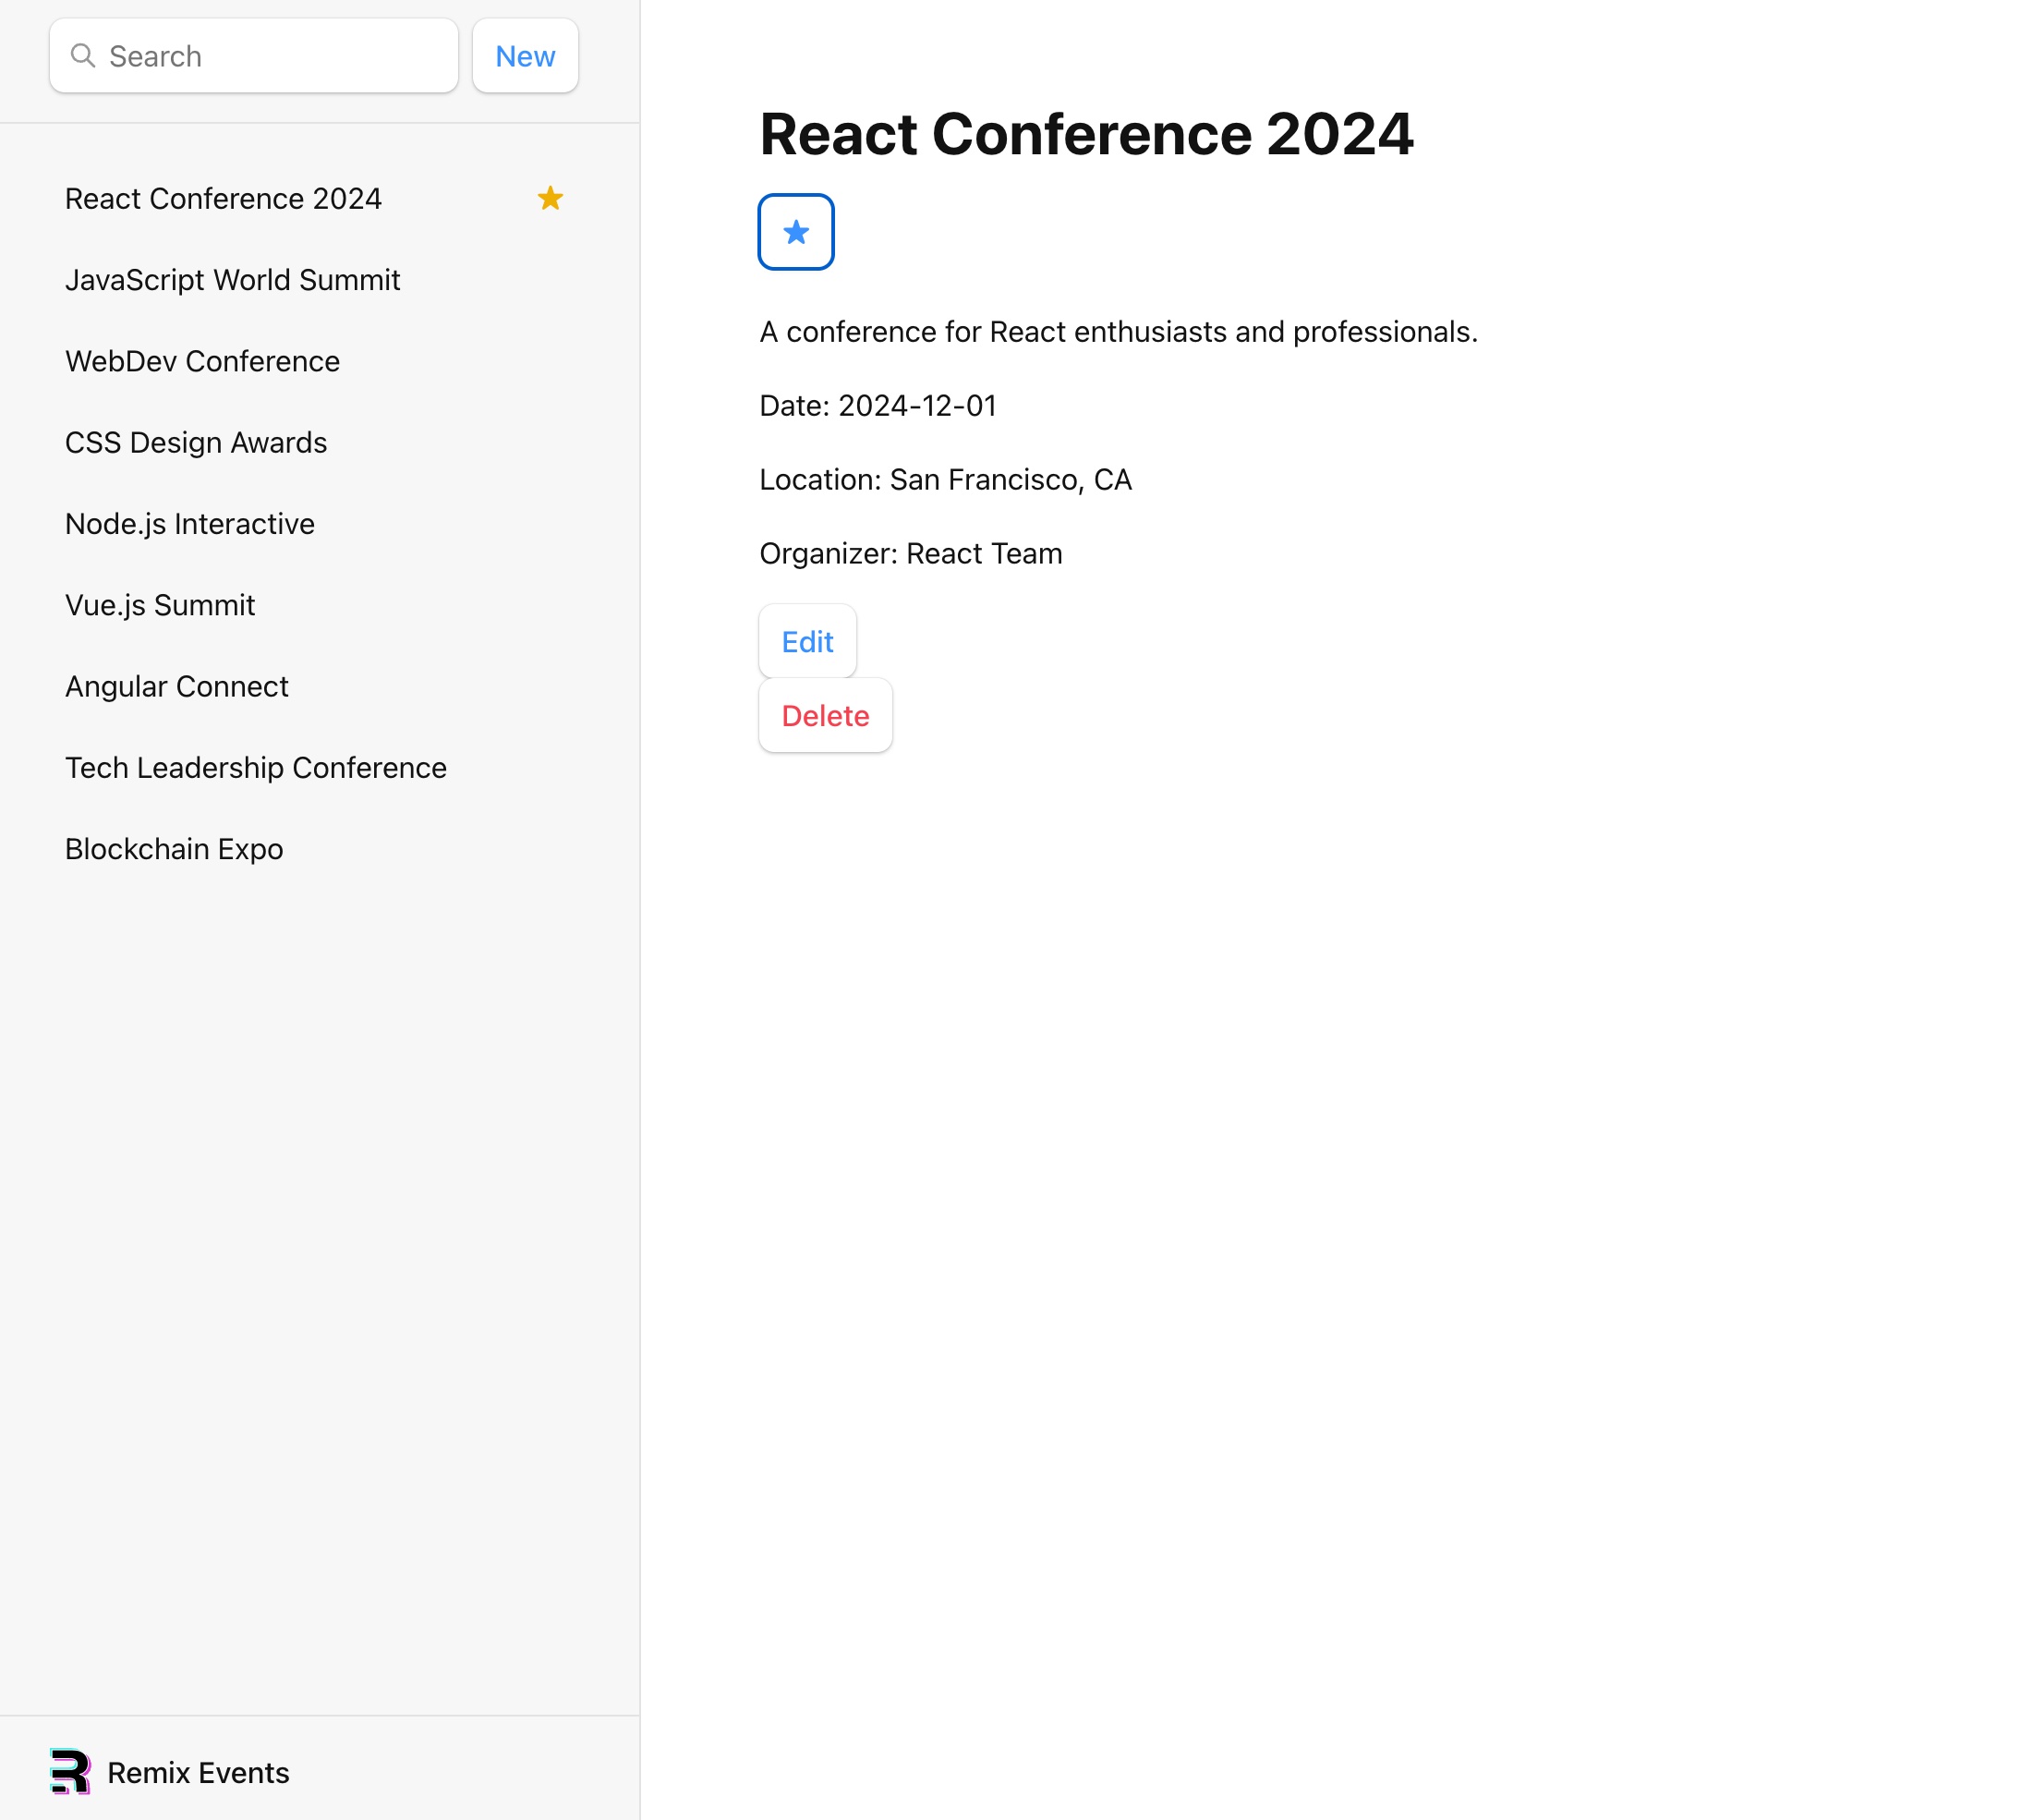 Search
New
React Conference 2024
JavaScript World Summit
WebDev Conference
CSS Design Awards
Node.js Interactive
Vue.js Summit
Angular Connect
Tech Leadership Conference
Blockchain Expo
Remix Events
React Conference 2024
A conference for React enthusiasts and professionals.
Date: 2024-12-01
Location: San Francisco, CA
Organizer: React Team
Edit
Delete